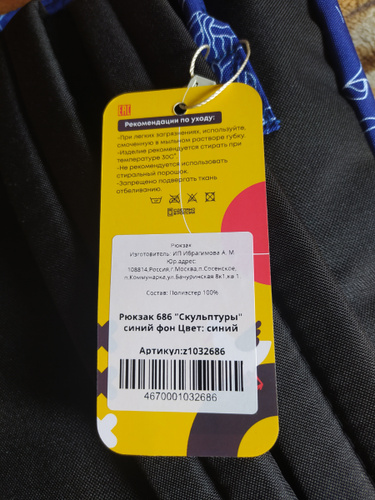 EAC
Рекомендации по уходу:
-При легких загрязнениях, используйте
смоченную в мыльном растворе губку.
-Изделие рекомендуется стирать при
температуре 30С°
-Не рекомендуется использовать
стиральный порошок.
-Запрещено подвергать ткань
отбеливанию.
Рюкзак
Изготовитель: ИП Ибрагимова А. М.
Юр.адрес:
108814,Россия,г.Москва,п.Сосенское,
п.Коммунарка,ул.Бачуринская 8к1,кв 1
Состав: Полиэстер 100%
Рюкзак 686 "Скульптуры"
синий фон Цвет: синий
Артикул:z1032686
4670001032686